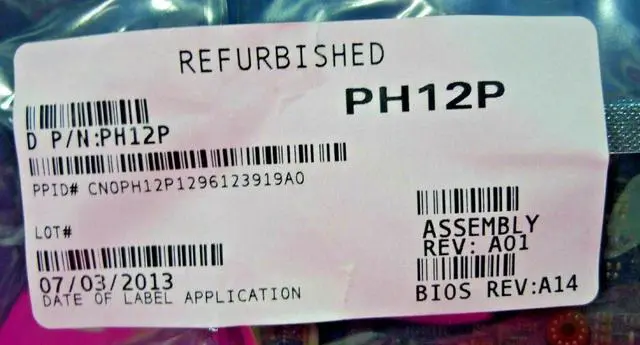 REFURBISHED
PH12P
D P/N:PH12P
PPID# CN0PH12P1296123919A0
LOT#
ASSEMBLY
REV: A01
07/03/2013
DATE OF LABEL APPLICATION
BIOS REV:A14